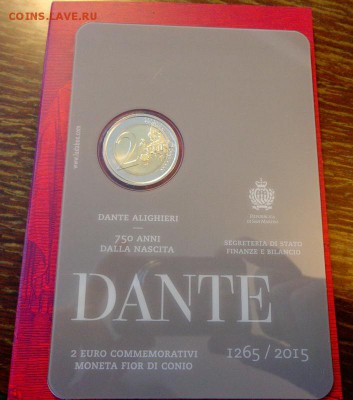 COINS.LAVE.RU
2
DANTE ALIGHIERI
750 ANNI
DALLA NASCITA
SEGRETERIA DI STATO
FINANZE E BILANCIO
DANTE
2 EURO COMMEMORATIVI
MONETA FIOR DI CONIO
1265 / 2015